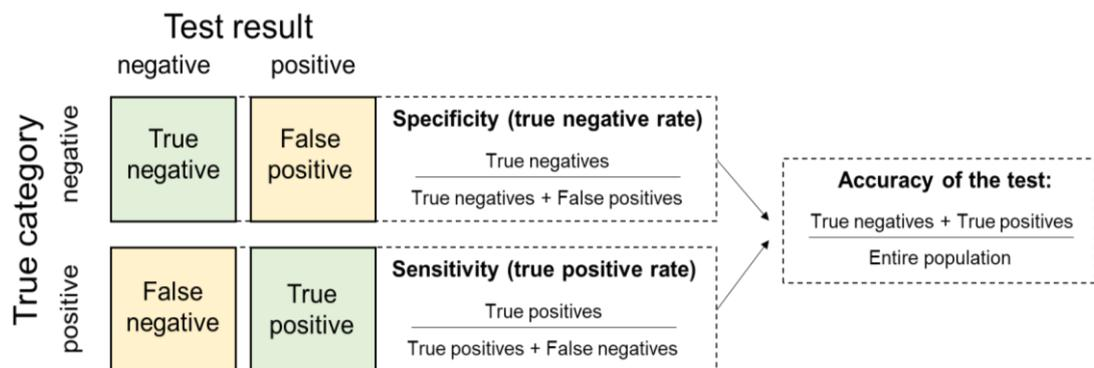 Test result
negative positive
True category
negative
positive
True
negative
False
positive
Specificity (true negative rate)
True negatives
True negatives + False positives
False
negative
True
positive
Sensitivity (true positive rate)
True positives
True positives + False negatives
Accuracy of the test:
True negatives + True positives
Entire population